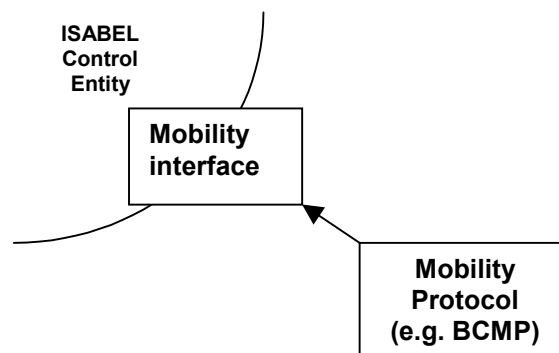 ISABEL
Control
Entity
Mobility
interface
Mobility
Protocol
(e.g. BCMP)